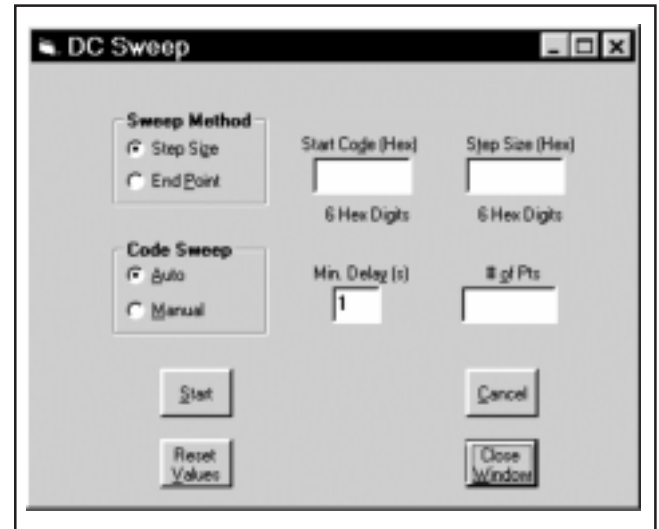 DC Sweep
Sweep Method
Step Size
End Point
Start Code (Hex)
Step Size (Hex)
6 Hex Digits
6 Hex Digits
Code Sweep
Auto
Manual
Min. Delay (s)
1
# of Pts
Start
Cancel
Reset
Values
Close
Window